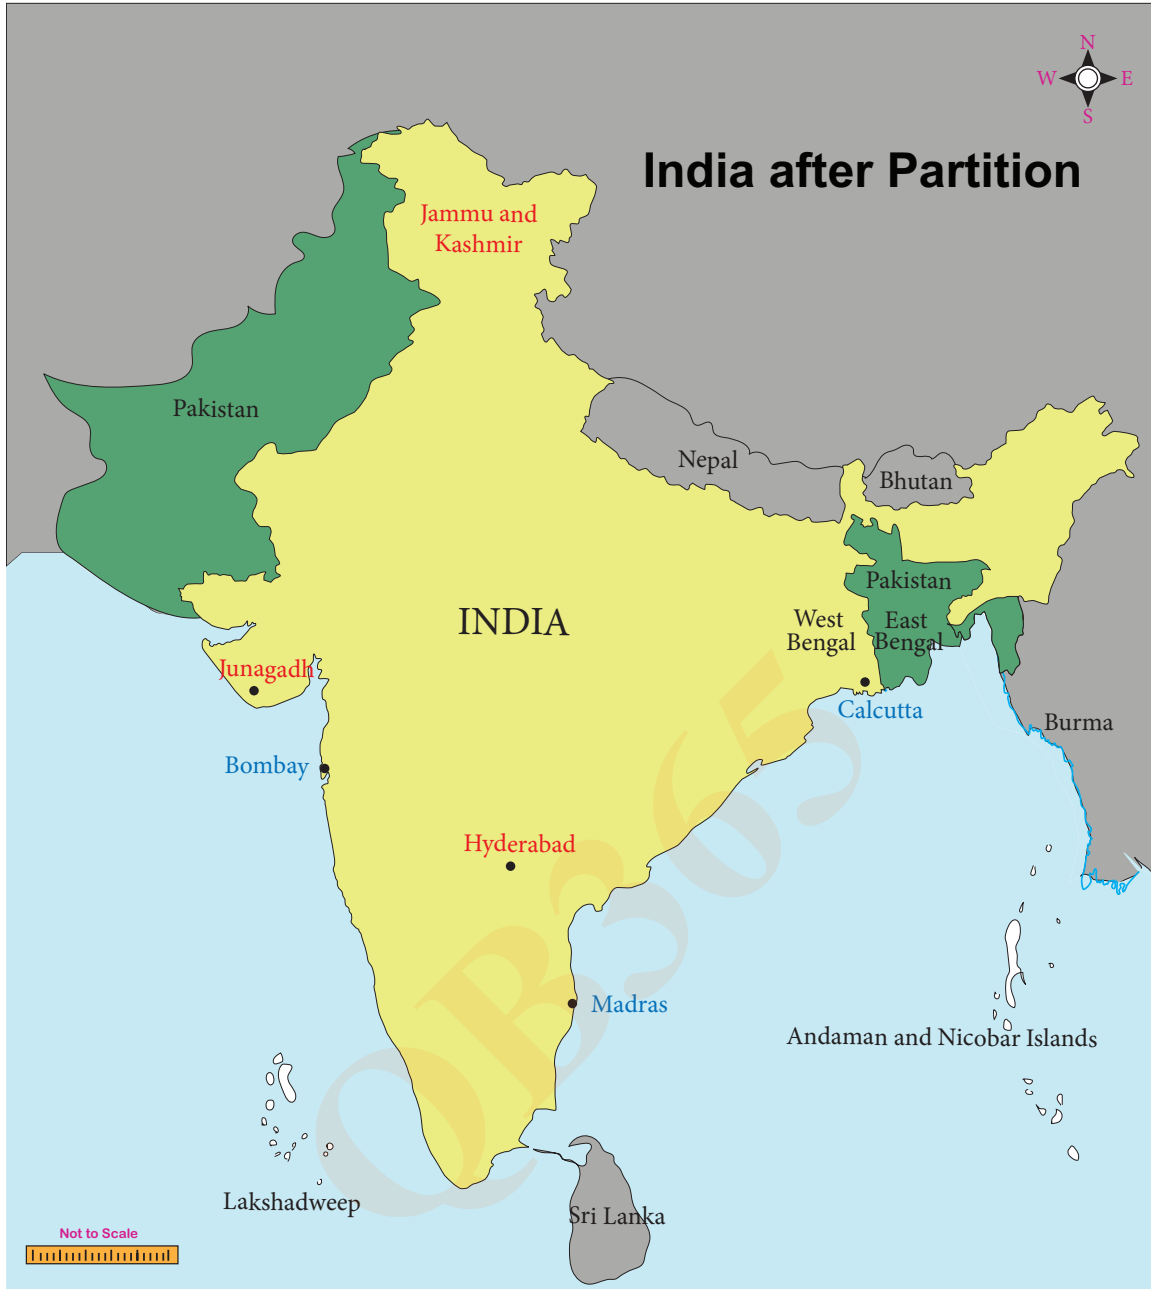 N
W E
S
India after Partition
Jammu and
Kashmir
Pakistan
Nepal
Bhutan
Pakistan
INDIA
West
Bengal
East
Bengal
Junagadh
Calcutta
Burma
Bombay
Hyderabad
Madras
Andaman and Nicobar Islands
Lakshadweep
Sri Lanka
Not to Scale
QB365